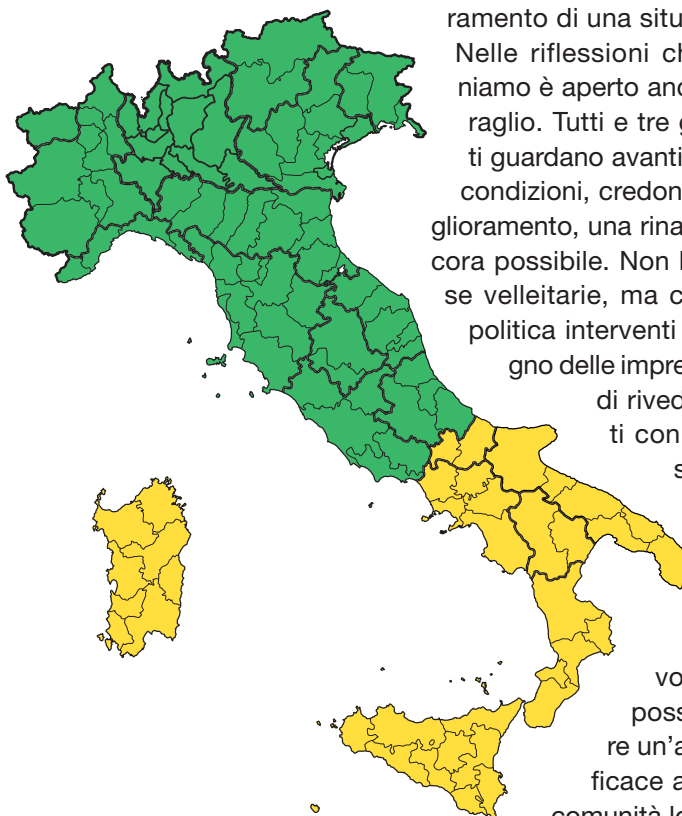 ramento di una situ
Nelle riflessioni ch
niamo è aperto anc
raglio. Tutti e tre g
ti guardano avanti
condizioni, credon
glioramento, una rina
cora possibile. Non
se velleitarie, ma c
politica interventi
gno delle impre
di rived
ti con
s
vo
poss
re un’a
ficace a
comunità lo